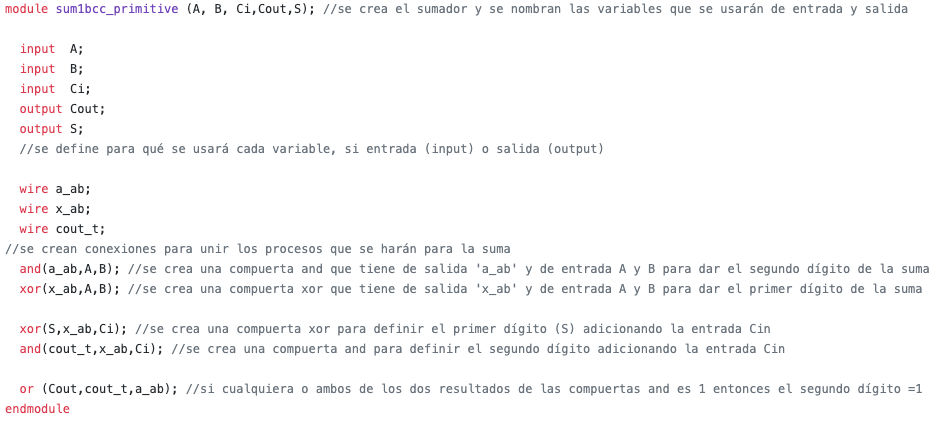 module sum1bcc_primitive (A, B, Ci,Cout,S); //se crea el sumador y se nombran las variables que se usarán de entrada y salida
input  A;
input  B;
input  Ci;
output Cout;
output S;
//se define para qué se usará cada variable, si entrada (input) o salida (output)
wire a_ab;
wire x_ab;
wire cout_t;
//se crean conexiones para unir los procesos que se harán para la suma
and(a_ab,A,B); //se crea una compuerta and que tiene de salida 'a_ab' y de entrada A y B para dar el segundo dígito de la suma
xor(x_ab,A,B); //se crea una compuerta xor que tiene de salida 'x_ab' y de entrada A y B para dar el primer dígito de la suma
xor(S,x_ab,Ci); //se crea una compuerta xor para definir el primer dígito (S) adicionando la entrada Cin
and(cout_t,x_ab,Ci); //se crea una compuerta and para definir el segundo dígito adicionando la entrada Cin
or (Cout,cout_t,a_ab); //si cualquiera o ambos de los dos resultados de las compuertas and es 1 entonces el segundo dígito =1
endmodule